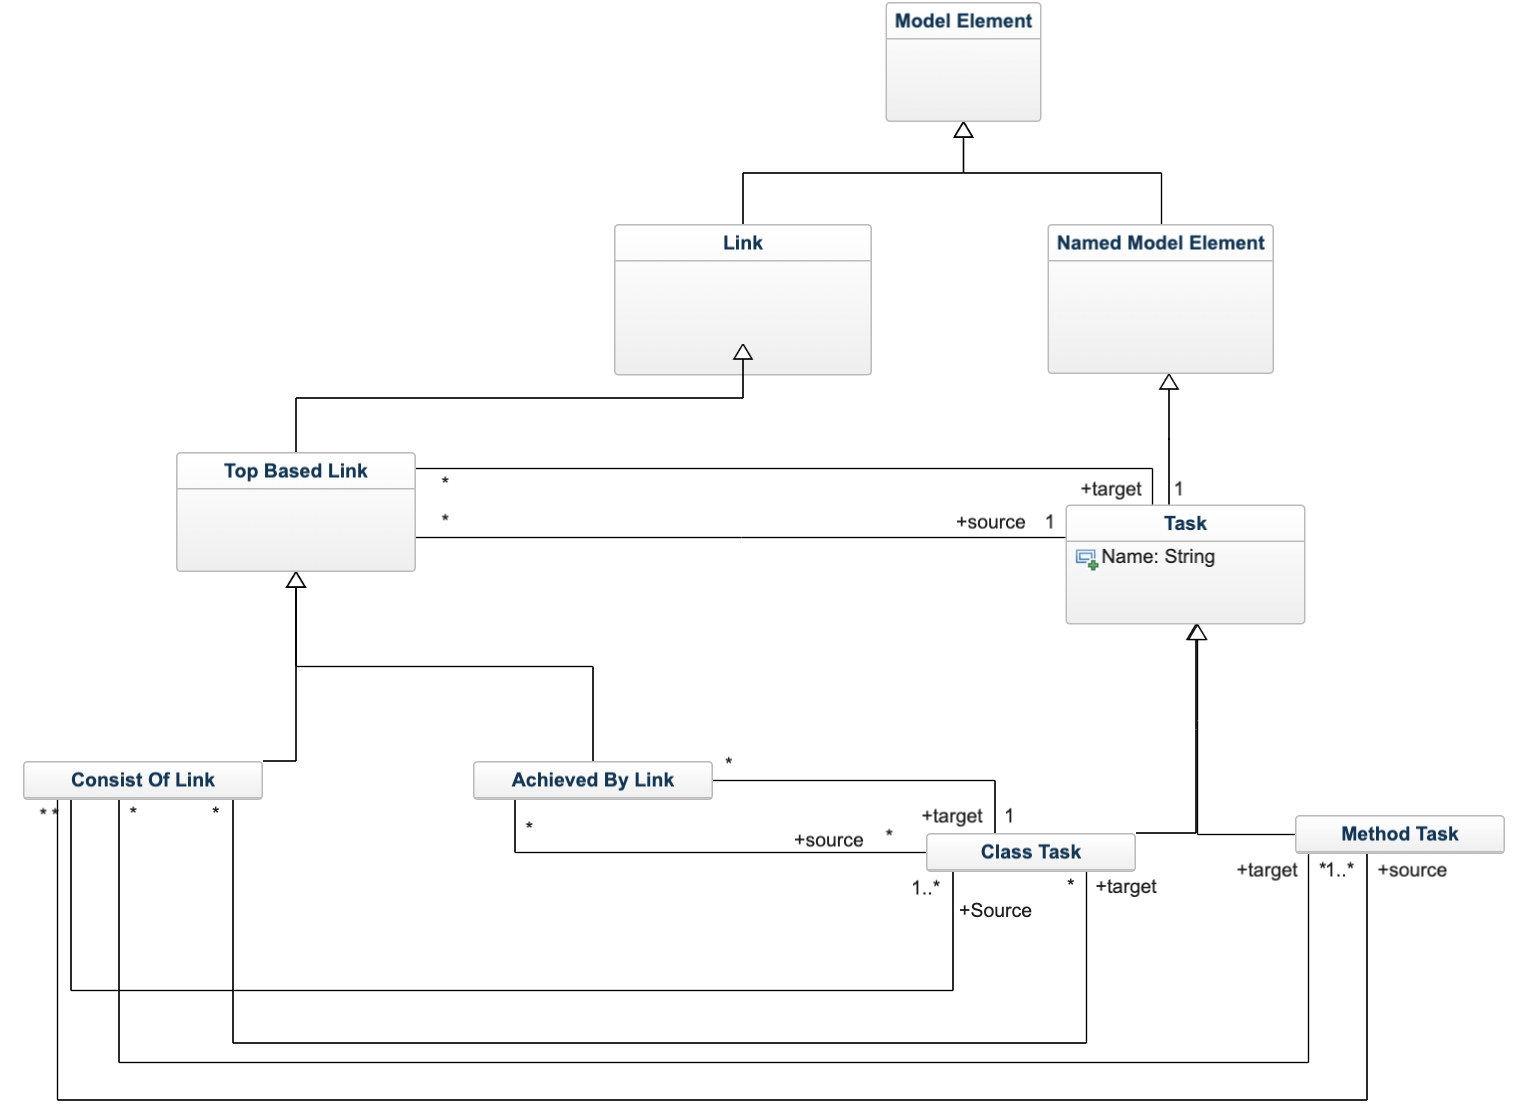 Model Element
Link
Named Model Element
Top Based Link
*
+target
1
*
+source
1
Task
Name: String
Consist Of Link
Achieved By Link
*
* *
*
*
*
+target
1
+source
*
Class Task
Method Task
1..*
*
+target
+Source
+target
*1..*
+source